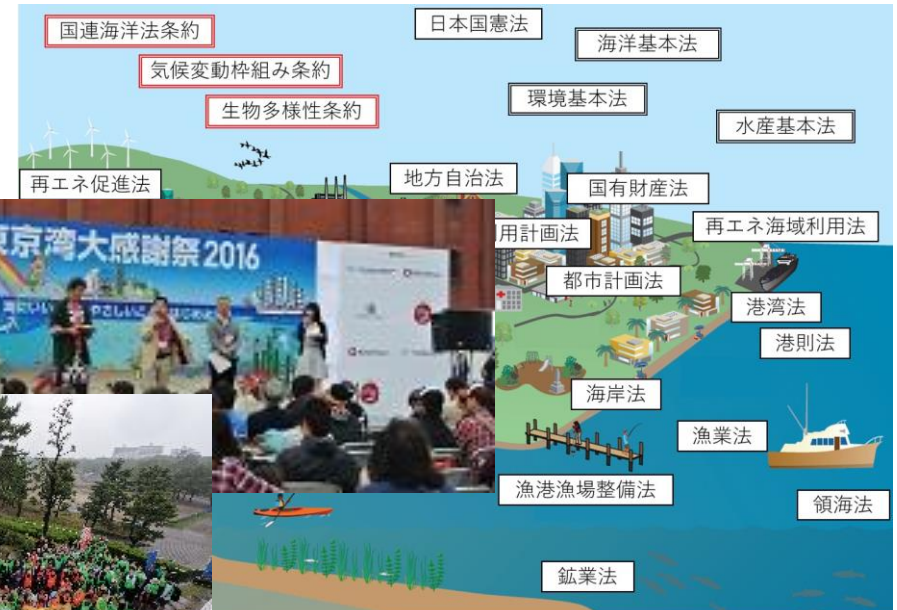 国連海洋法条約
日本国憲法
海洋基本法
気候変動枠組み条約
生物多様性条約
環境基本法
水産基本法
再エネ促進法
地方自治法
国有財産法
用計画法
再エネ海域利用法
東京湾大感謝祭2016
都市計画法
港湾法
港則法
海岸法
漁業法
漁港漁場整備法
領海法
鉱業法